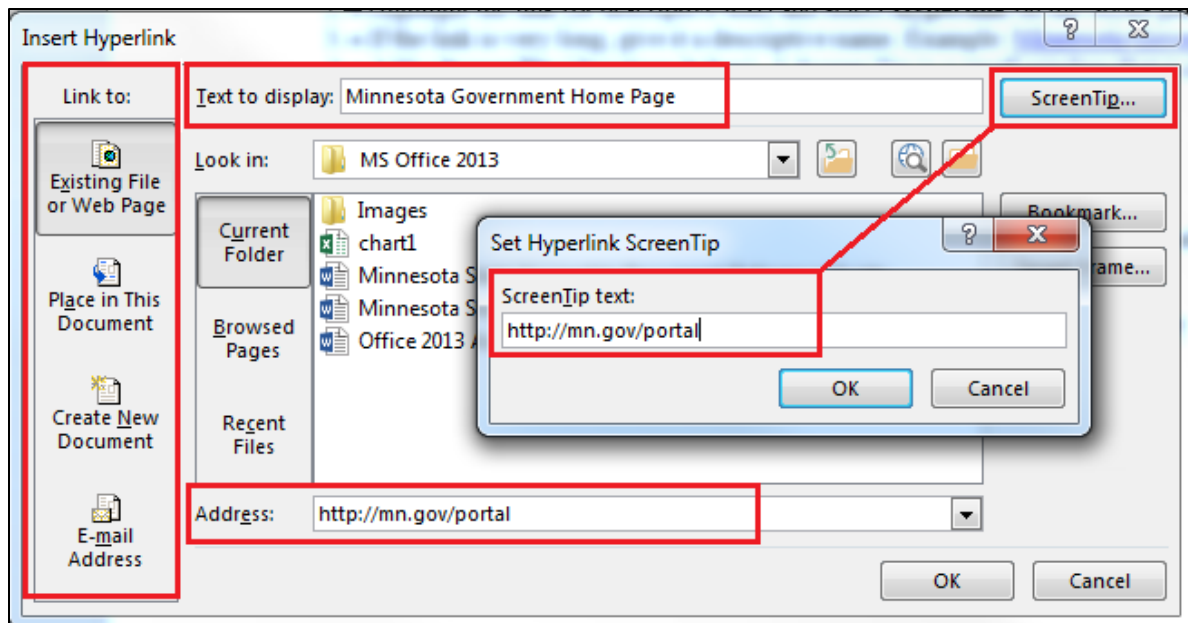 Insert Hyperlink
Link to:
Text to display: Minnesota Government Home Page
ScreenTip...
Existing File
or Web Page
Place in This
Document
Create New
Document
E-mail
Address
Look in: MS Office 2013
Current
Folder
Browsed
Pages
Recent
Files
Images
chart1
Minnesota
Minnesota
Office 2013
Bookmark...
Set Hyperlink ScreenTip
ScreenTip text:
http://mn.gov/portal
OK Cancel
Address: http://mn.gov/portal
OK Cancel